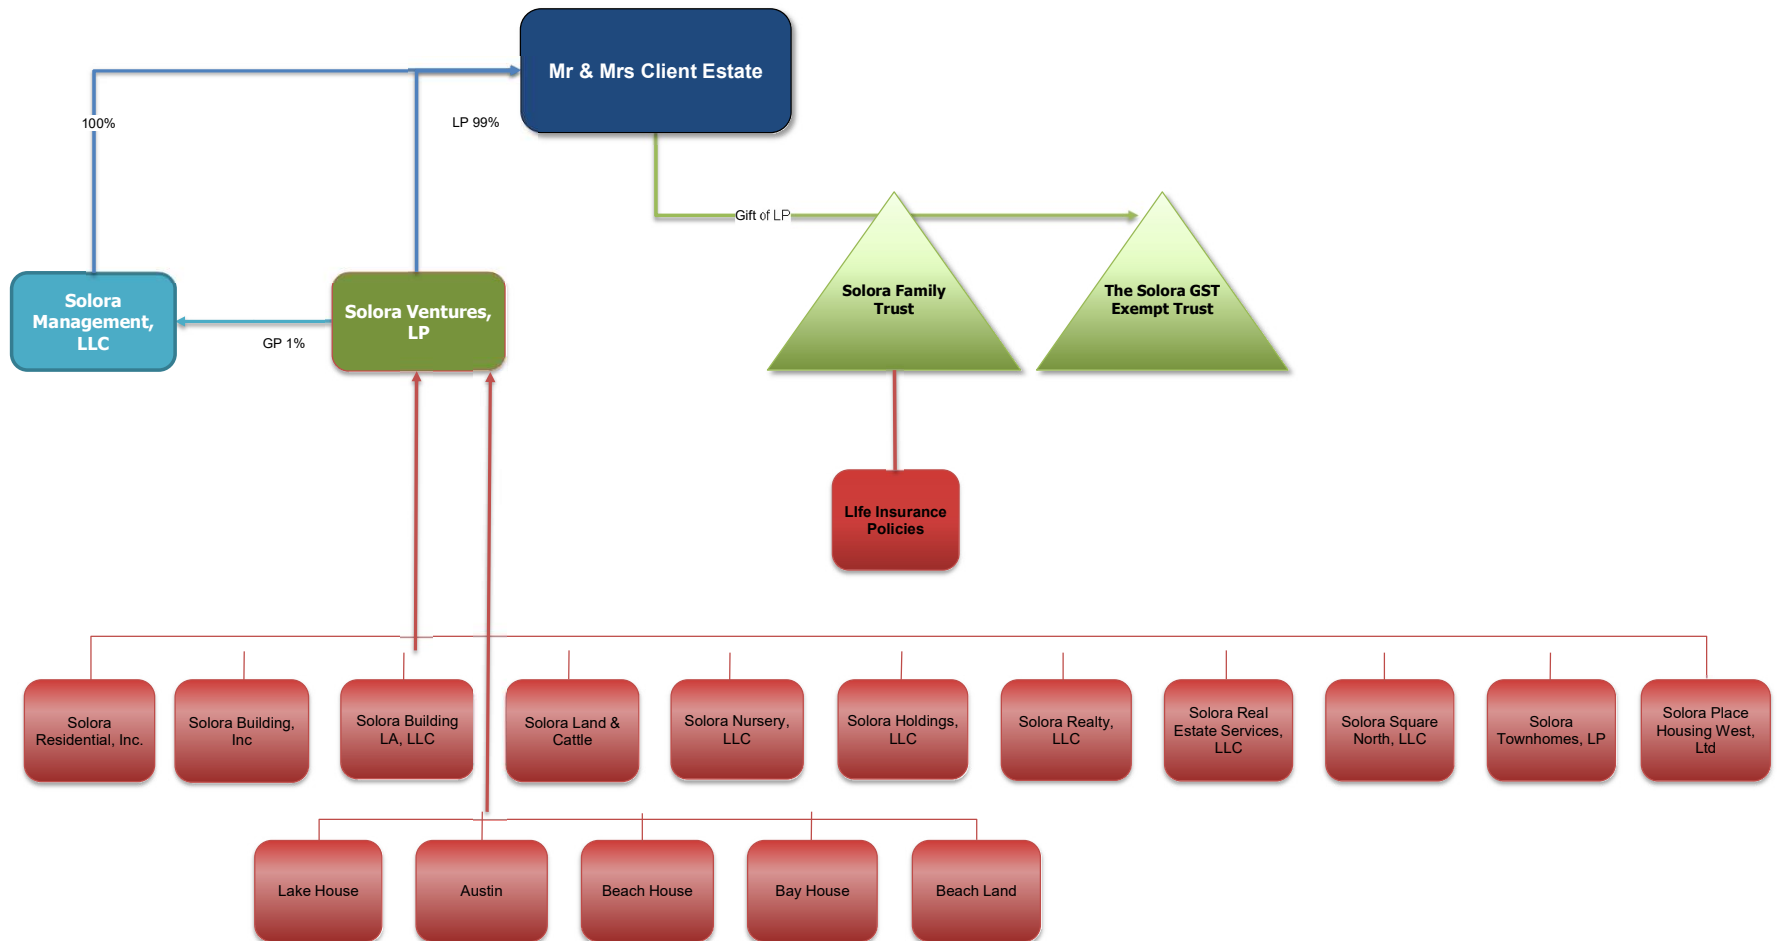 Mr & Mrs Client Estate
100%
LP 99%
Gift of LP
Solora
Management,
LLC
GP 1%
Solora Ventures,
LP
Solora Family
Trust
The Solora GST
Exempt Trust
LIfe Insurance
Policies
Solora
Residential, Inc.
Solora Building,
Inc
Solora Building
LA, LLC
Solora Land &
Cattle
Solora Nursery,
LLC
Solora Holdings,
LLC
Solora Realty,
LLC
Solora Real
Estate Services,
LLC
Solora Square
North, LLC
Solora
Townhomes, LP
Solora Place
Housing West,
Ltd
Lake House
Austin
Beach House
Bay House
Beach Land